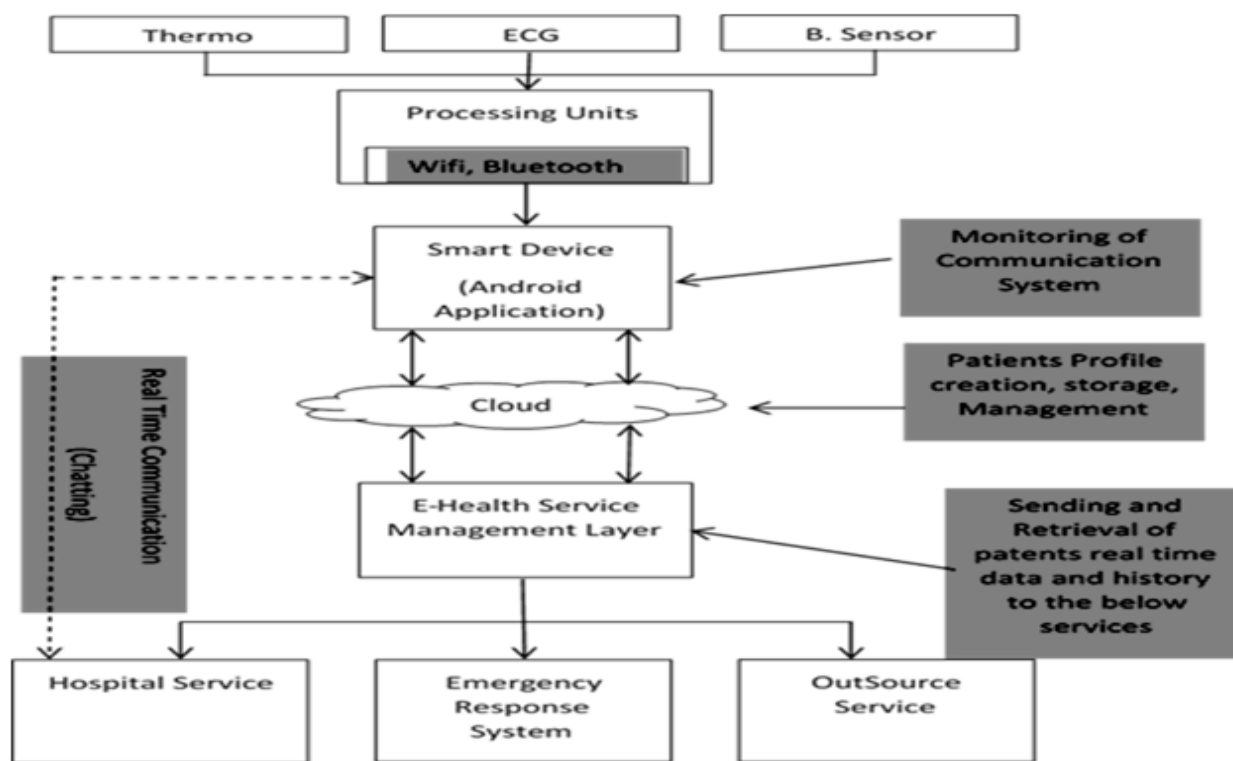 Thermo
ECG
B. Sensor
Processing Units
Wifi, Bluetooth
Smart Device
(Android
Application)
Monitoring of
Communication
System
Patients Profile
creation, storage,
Management
Cloud
Real Time Communication
(Chatting)
E-Health Service
Management Layer
Sending and
Retrieval of
patents real time
data and history
to the below
services
Hospital Service
Emergency
Response
System
OutSource
Service